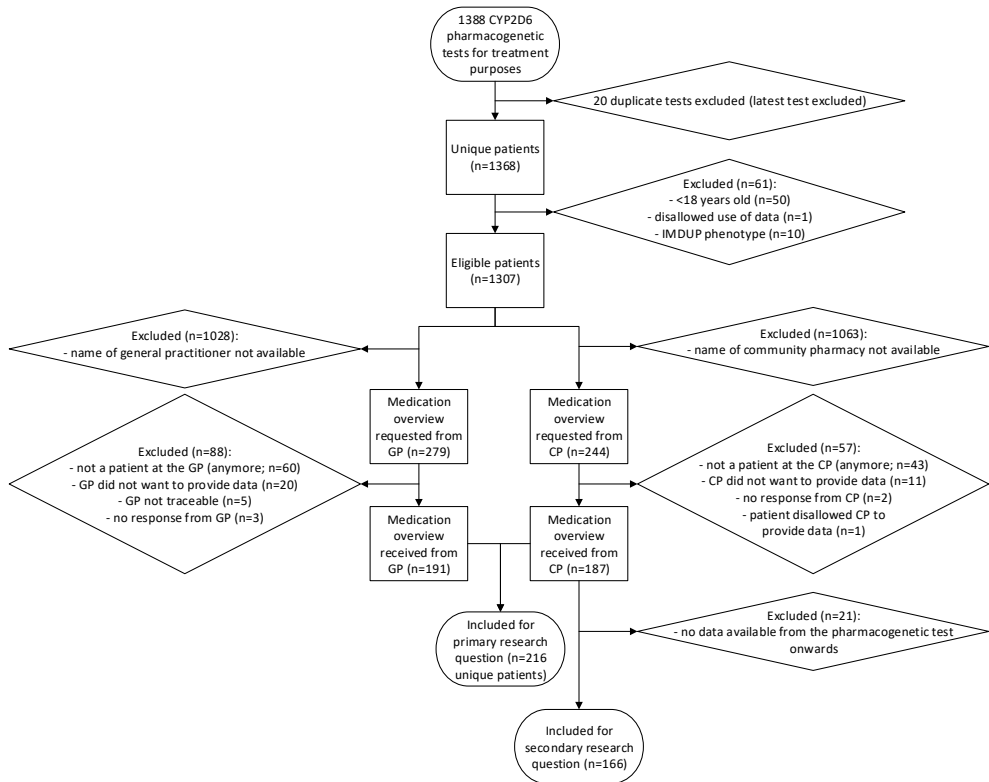 1388 CYP2D6
pharmacogenetic
tests for treatment
purposes
20 duplicate tests excluded (latest test excluded)
Unique patients
(n=1368)
Excluded (n=61):
- <18 years old (n=50)
- disallowed use of data (n=1)
- IMDUP phenotype (n=10)
Eligible patients
(n=1307)
Excluded (n=1028):
- name of general practitioner not available
Excluded (n=1063):
- name of community pharmacy not available
Medication
overview
requested from
GP (n=279)
Medication
overview
requested from
CP (n=244)
Excluded (n=88):
- not a patient at the GP (anymore; n=60)
- GP did not want to provide data (n=20)
- GP not traceable (n=5)
- no response from GP (n=3)
Excluded (n=57):
- not a patient at the CP (anymore; n=43)
- CP did not want to provide data (n=11)
- no response from CP (n=2)
- patient disallowed CP to
provide data (n=1)
Medication
overview
received from
GP (n=191)
Medication
overview
received from
CP (n=187)
Included for
primary research
question (n=216
unique patients)
Excluded (n=21):
- no data available from the pharmacogenetic test
onwards
Included for
secondary research
question (n=166)